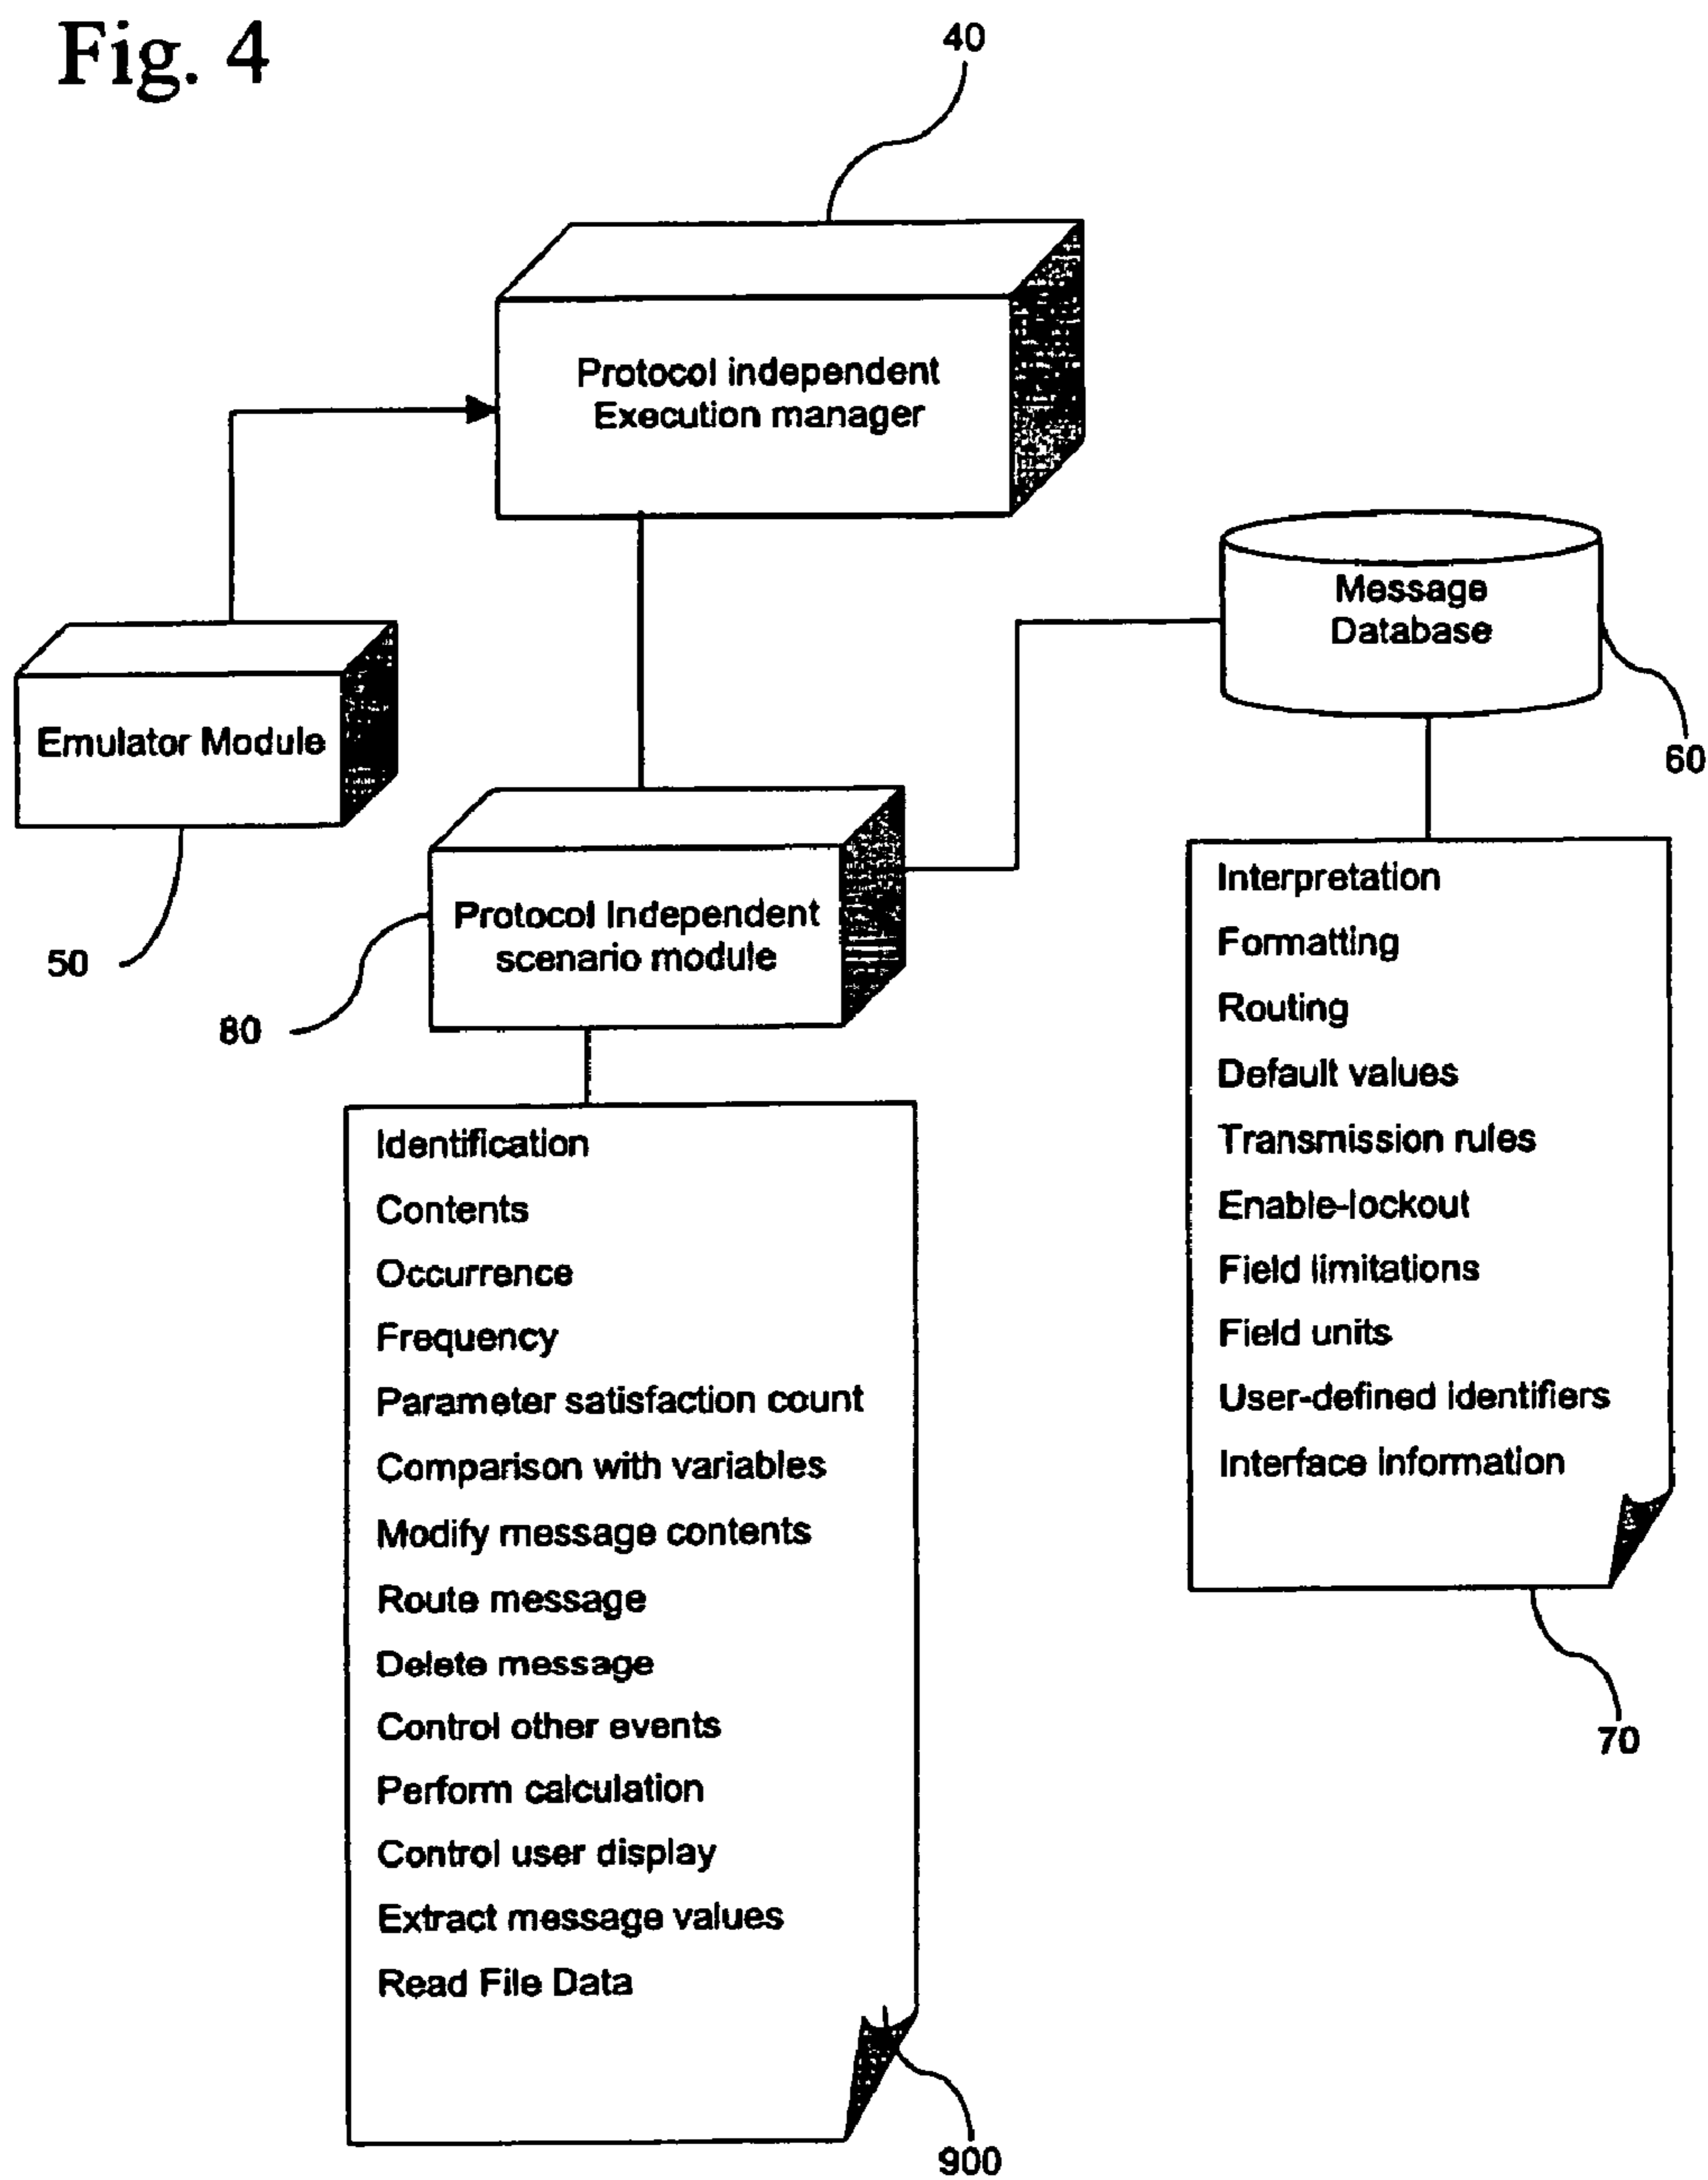 Fig. 4
40
Protocol independent
Execution manager
Message
Database
60
Emulator Module
50
Protocol Independent
scenario module
80
Interpretation
Formatting
Routing
Default values
Transmission rules
Enable-lockout
Field limitations
Field units
User-defined identifiers
Interface information
70
Identification
Contents
Occurrence
Frequency
Parameter satisfaction count
Comparison with variables
Modify message contents
Route message
Delete message
Control other events
Perform calculation
Control user display
Extract message values
Read File Data
900